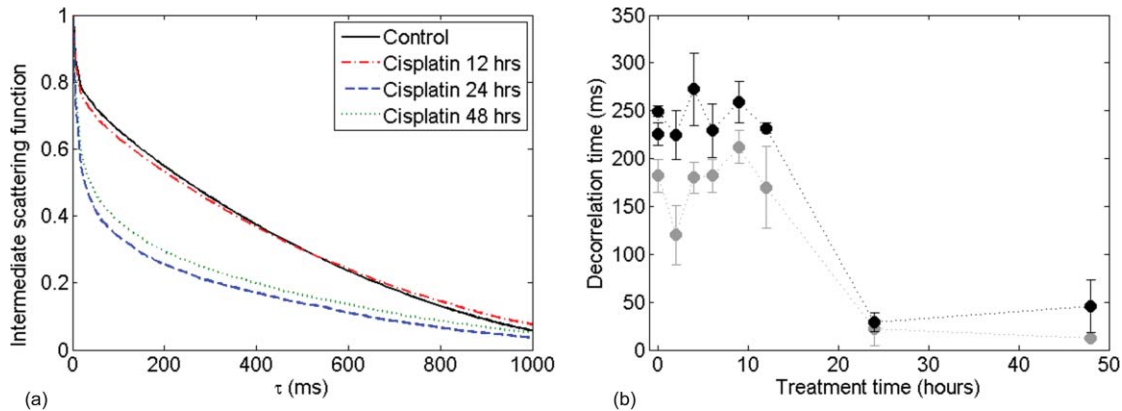 Intermediate scattering function
1
0.8
0.6
0.4
0.2
0
0
200
400
600
800
1000
τ (ms)
Control
Cisplatin 12 hrs
Cisplatin 24 hrs
Cisplatin 48 hrs
(a)
Decorrelation time (ms)
350
300
250
200
150
100
50
0
0
10
20
30
40
50
Treatment time (hours)
(b)